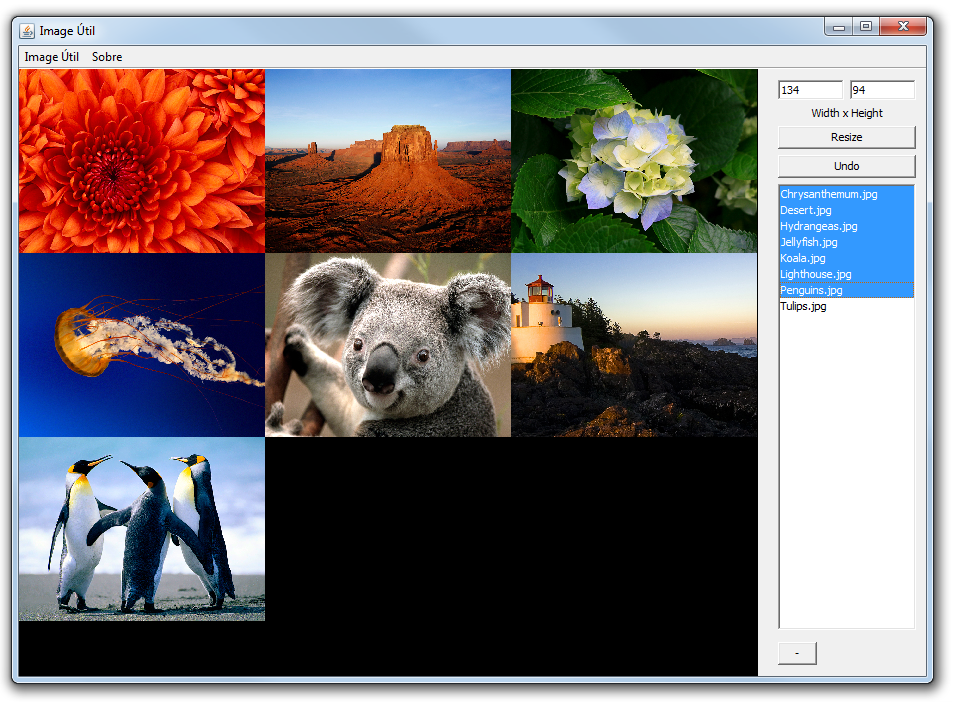 Image Útil
Image Útil Sobre
134 94
Width x Height
Resize
Undo
Chrysanthemum.jpg
Desert.jpg
Hydrangeas.jpg
Jellyfish.jpg
Koala.jpg
Lighthouse.jpg
Penguins.jpg
Tulips.jpg
-